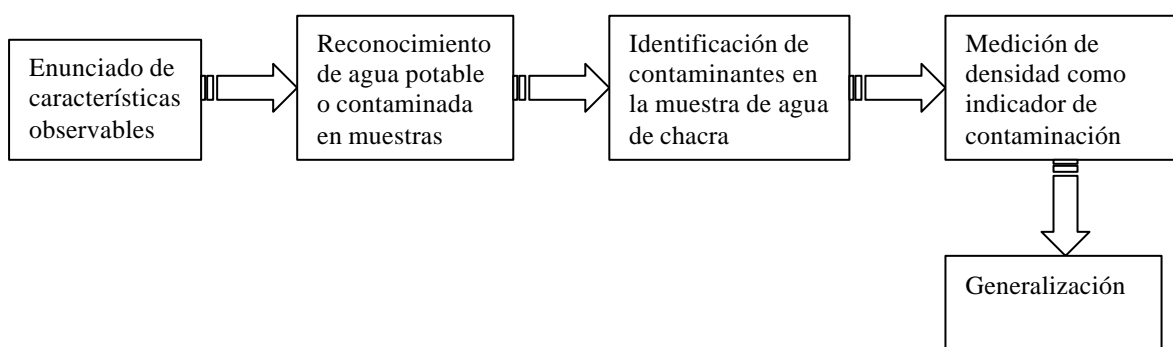 Enunciado de
características
observables
Reconocimiento
de agua potable
o contaminada
en muestras
Identificación de
contaminantes en
la muestra de agua
de chacra
Medición de
densidad como
indicador de
contaminación
Generalización